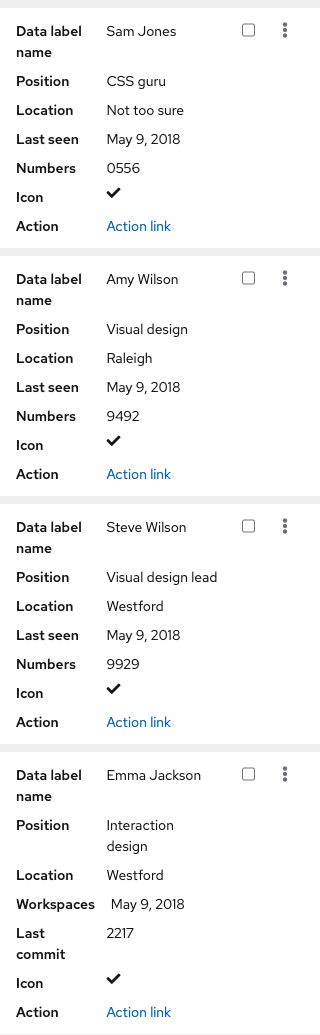 Data label Sam Jones
name
Position CSS guru
Location Not too sure
Last seen May 9, 2018
Numbers 0556
Icon
Action Action link
Data label Amy Wilson
name
Position Visual design
Location Raleigh
Last seen May 9, 2018
Numbers 9492
Icon
Action Action link
Data label Steve Wilson
name
Position Visual design lead
Location Westford
Last seen May 9, 2018
Numbers 9929
Icon
Action Action link
Data label Emma Jackson
name
Position Interaction
design
Location Westford
Workspaces May 9, 2018
Last 2217
commit
Icon
Action Action link